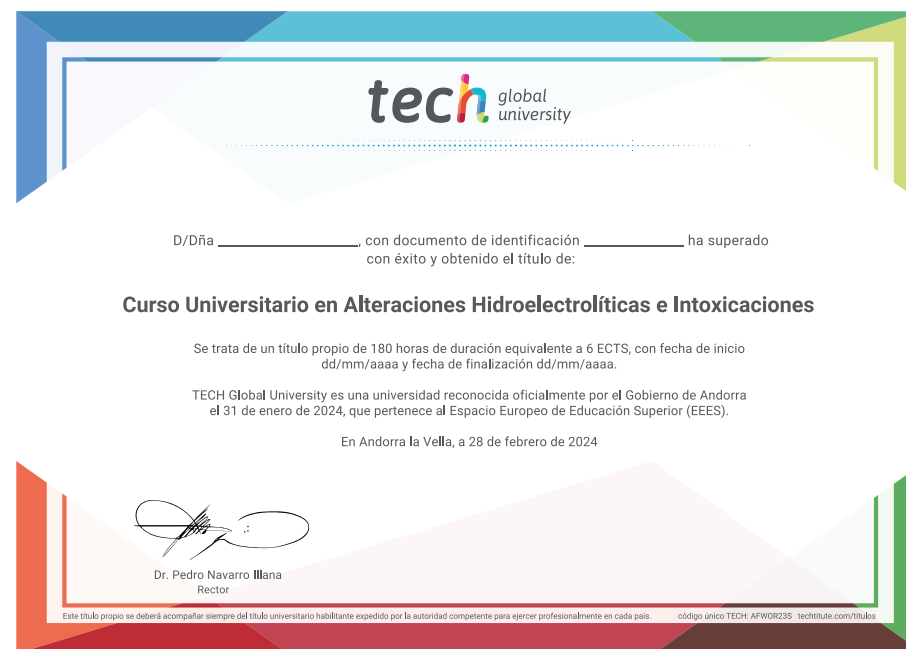 tech global
university
D/Dña ______________, con documento de identificación __________ ha superado
con éxito y obtenido el título de:
Curso Universitario en Alteraciones Hidroelectrolíticas e Intoxicaciones
Se trata de un título propio de 180 horas de duración equivalente a 6 ECTS, con fecha de inicio
dd/mm/aaaa y fecha de finalización dd/mm/aaaa.
TECH Global University es una universidad reconocida oficialmente por el Gobierno de Andorra
el 31 de enero de 2024, que pertenece al Espacio Europeo de Educación Superior (EEES).
En Andorra la Vella, a 28 de febrero de 2024
Dr. Pedro Navarro Illana
Rector
Este título propio se deberá acompañar siempre del título universitario habilitante expedido por la autoridad competente para ejercer profesionalmente en cada país. código único TECH: AFWOR23S techtitute.com/titulos